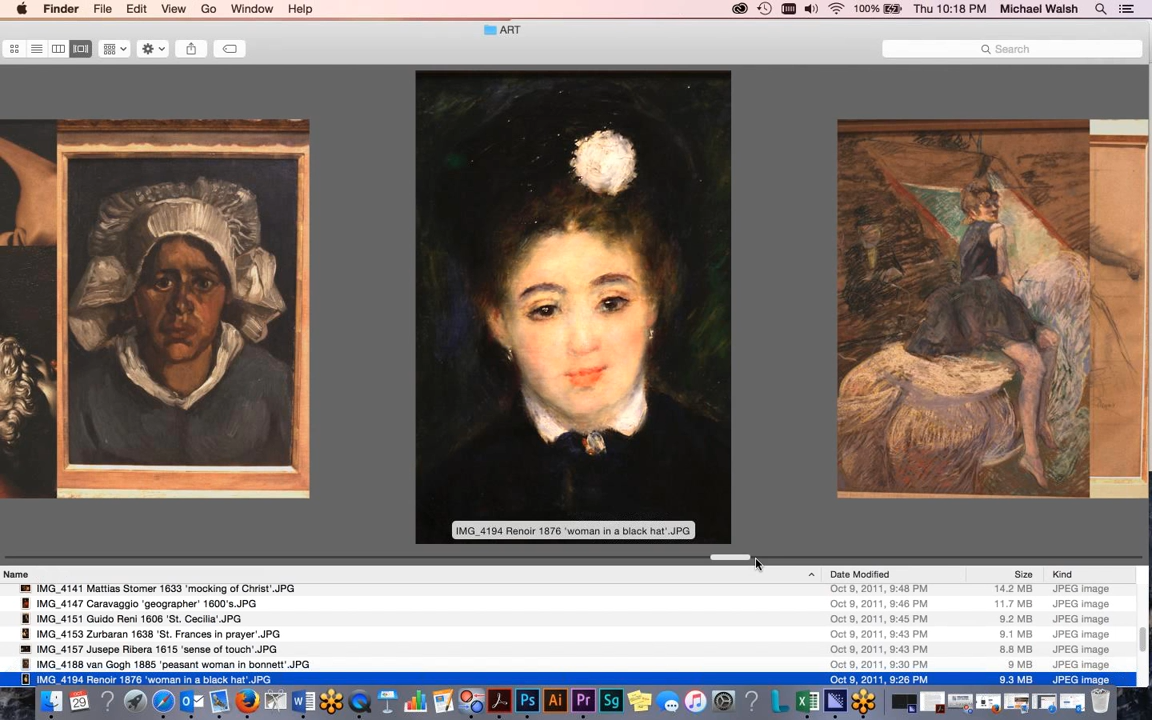 Finder File Edit View Go Window Help 100% Thu 10:18 PM Michael Walsh
ART
Search
IMG_4194 Renoir 1876 'woman in a black hat'.JPG
Name Date Modified Size Kind
IMG_4141 Mattias Stomer 1633 'mocking of Christ'.JPG Oct 9, 2011, 9:48 PM 14.2 MB JPEG image
IMG_4147 Caravaggio 'geographer' 1600's.JPG Oct 9, 2011, 9:46 PM 11.7 MB JPEG image
IMG_4151 Guido Reni 1606 'St. Cecilia'.JPG Oct 9, 2011, 9:45 PM 9.2 MB JPEG image
IMG_4153 Zurbaran 1638 'St. Frances in prayer'.JPG Oct 9, 2011, 9:43 PM 9.1 MB JPEG image
IMG_4157 Jusepe Ribera 1615 'sense of touch'.JPG Oct 9, 2011, 9:43 PM 8.8 MB JPEG image
IMG_4188 van Gogh 1885 'peasant woman in bonnett'.JPG Oct 9, 2011, 9:30 PM 9 MB JPEG image
IMG_4194 Renoir 1876 'woman in a black hat'.JPG Oct 9, 2011, 9:26 PM 9.3 MB JPEG image
29 ? W Ps Ai Pr Sg ? L X